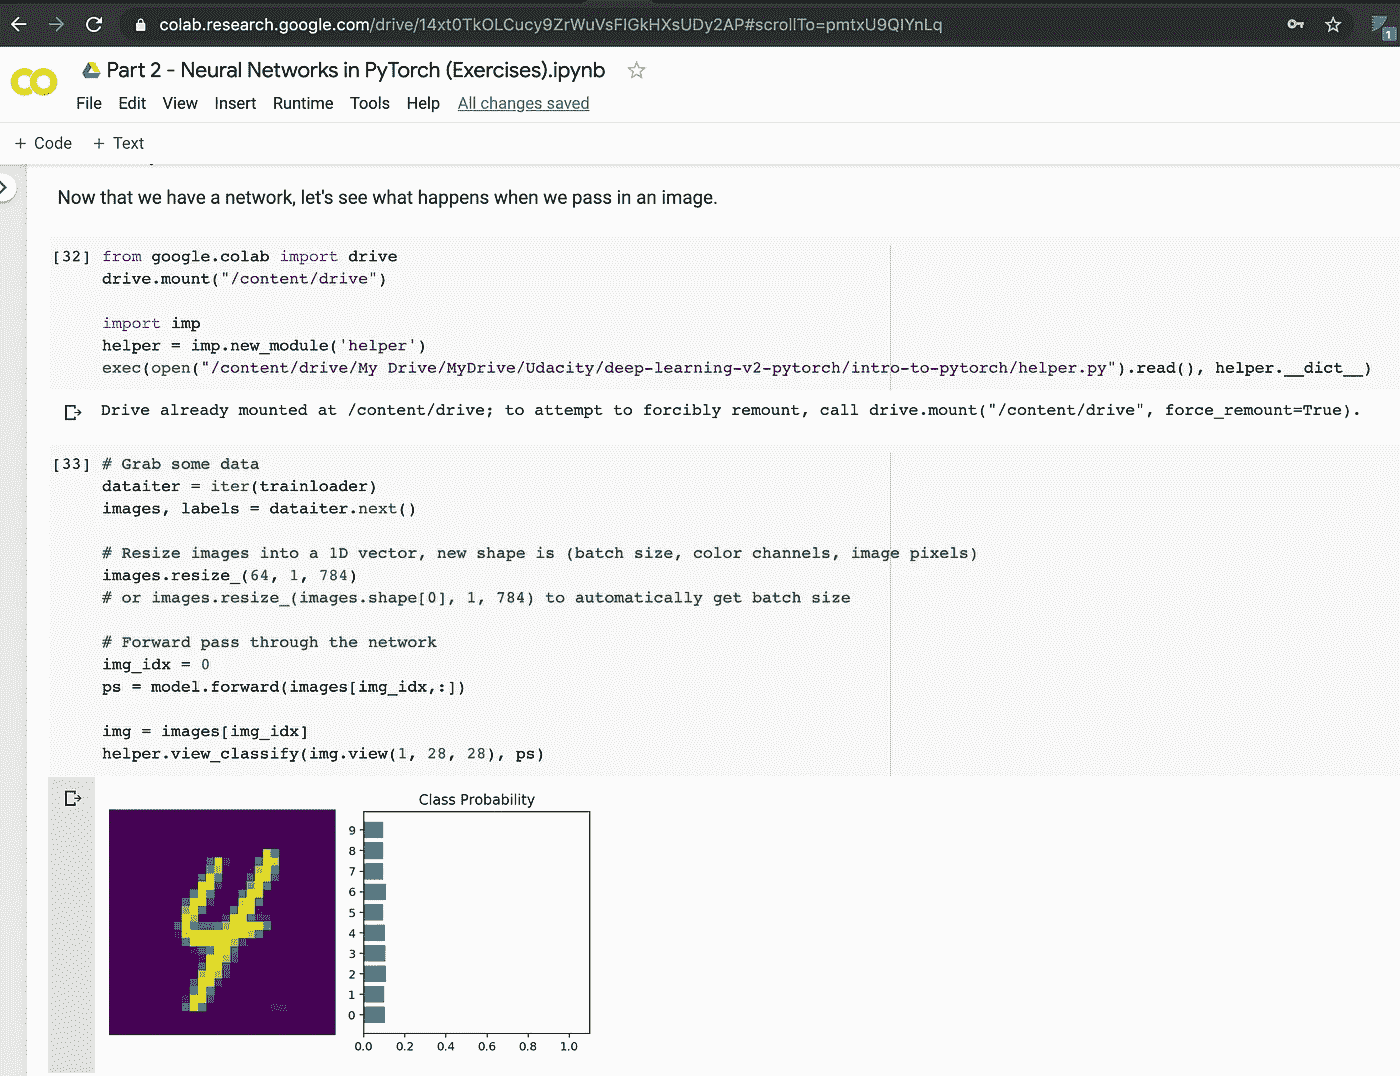 colab.research.google.com/drive/14xt0TkOLCucy9ZrWuVsFIGkHXsUDy2AP#scrollTo=pmtxU9QIYnLq
1
Part 2 - Neural Networks in PyTorch (Exercises).ipynb
File Edit View Insert Runtime Tools Help All changes saved
+ Code + Text
Now that we have a network, let's see what happens when we pass in an image.
[32] from google.colab import drive
drive.mount("/content/drive")
import imp
helper = imp.new_module('helper')
exec(open("/content/drive/My Drive/MyDrive/Udacity/deep-learning-v2-pytorch/intro-to-pytorch/helper.py").read(), helper.__dict__)
Drive already mounted at /content/drive; to attempt to forcibly remount, call drive.mount("/content/drive", force_remount=True).
[33] # Grab some data
dataiter = iter(trainloader)
images, labels = dataiter.next()
# Resize images into a 1D vector, new shape is (batch size, color channels, image pixels)
images.resize_(64, 1, 784)
# or images.resize_(images.shape[0], 1, 784) to automatically get batch size
# Forward pass through the network
img_idx = 0
ps = model.forward(images[img_idx,:])
img = images[img_idx]
helper.view_classify(img.view(1, 28, 28), ps)
Class Probability
9
8
7
6
5
4
3
2
1
0
0.0 0.2 0.4 0.6 0.8 1.0
4